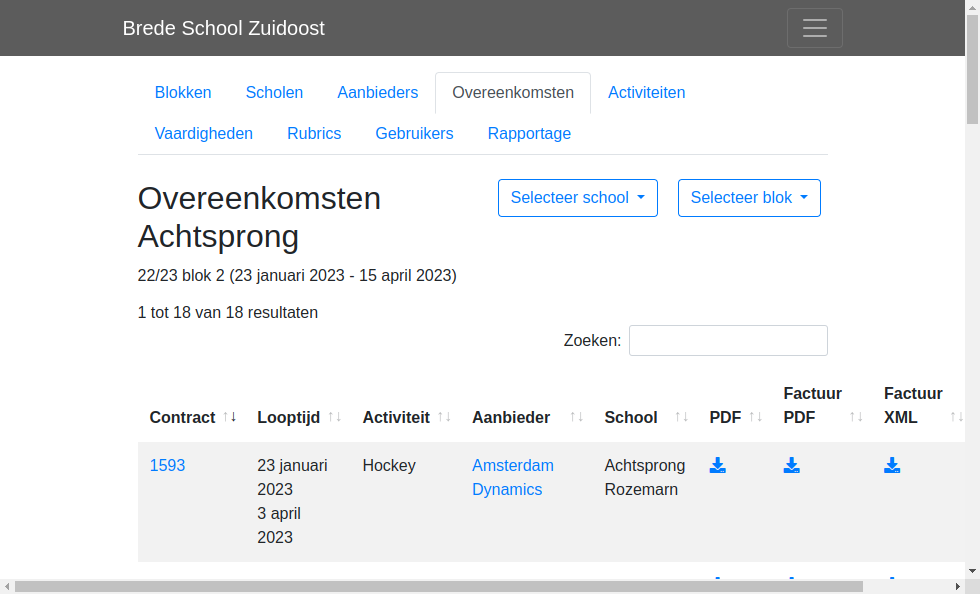 Brede School Zuidoost
Blokken Scholen Aanbieders Overeenkomsten Activiteiten
Vaardigheden Rubrics Gebruikers Rapportage
Overeenkomsten
Achtsprong
Selecteer school Selecteer blok
22/23 blok 2 (23 januari 2023 - 15 april 2023)
1 tot 18 van 18 resultaten
Zoeken:
Contract Looptijd Activiteit Aanbieder School PDF Factuur PDF Factuur XML
1593 23 januari Hockey Amsterdam Achtsprong
2023 Dynamics Rozemarn
3 april
2023